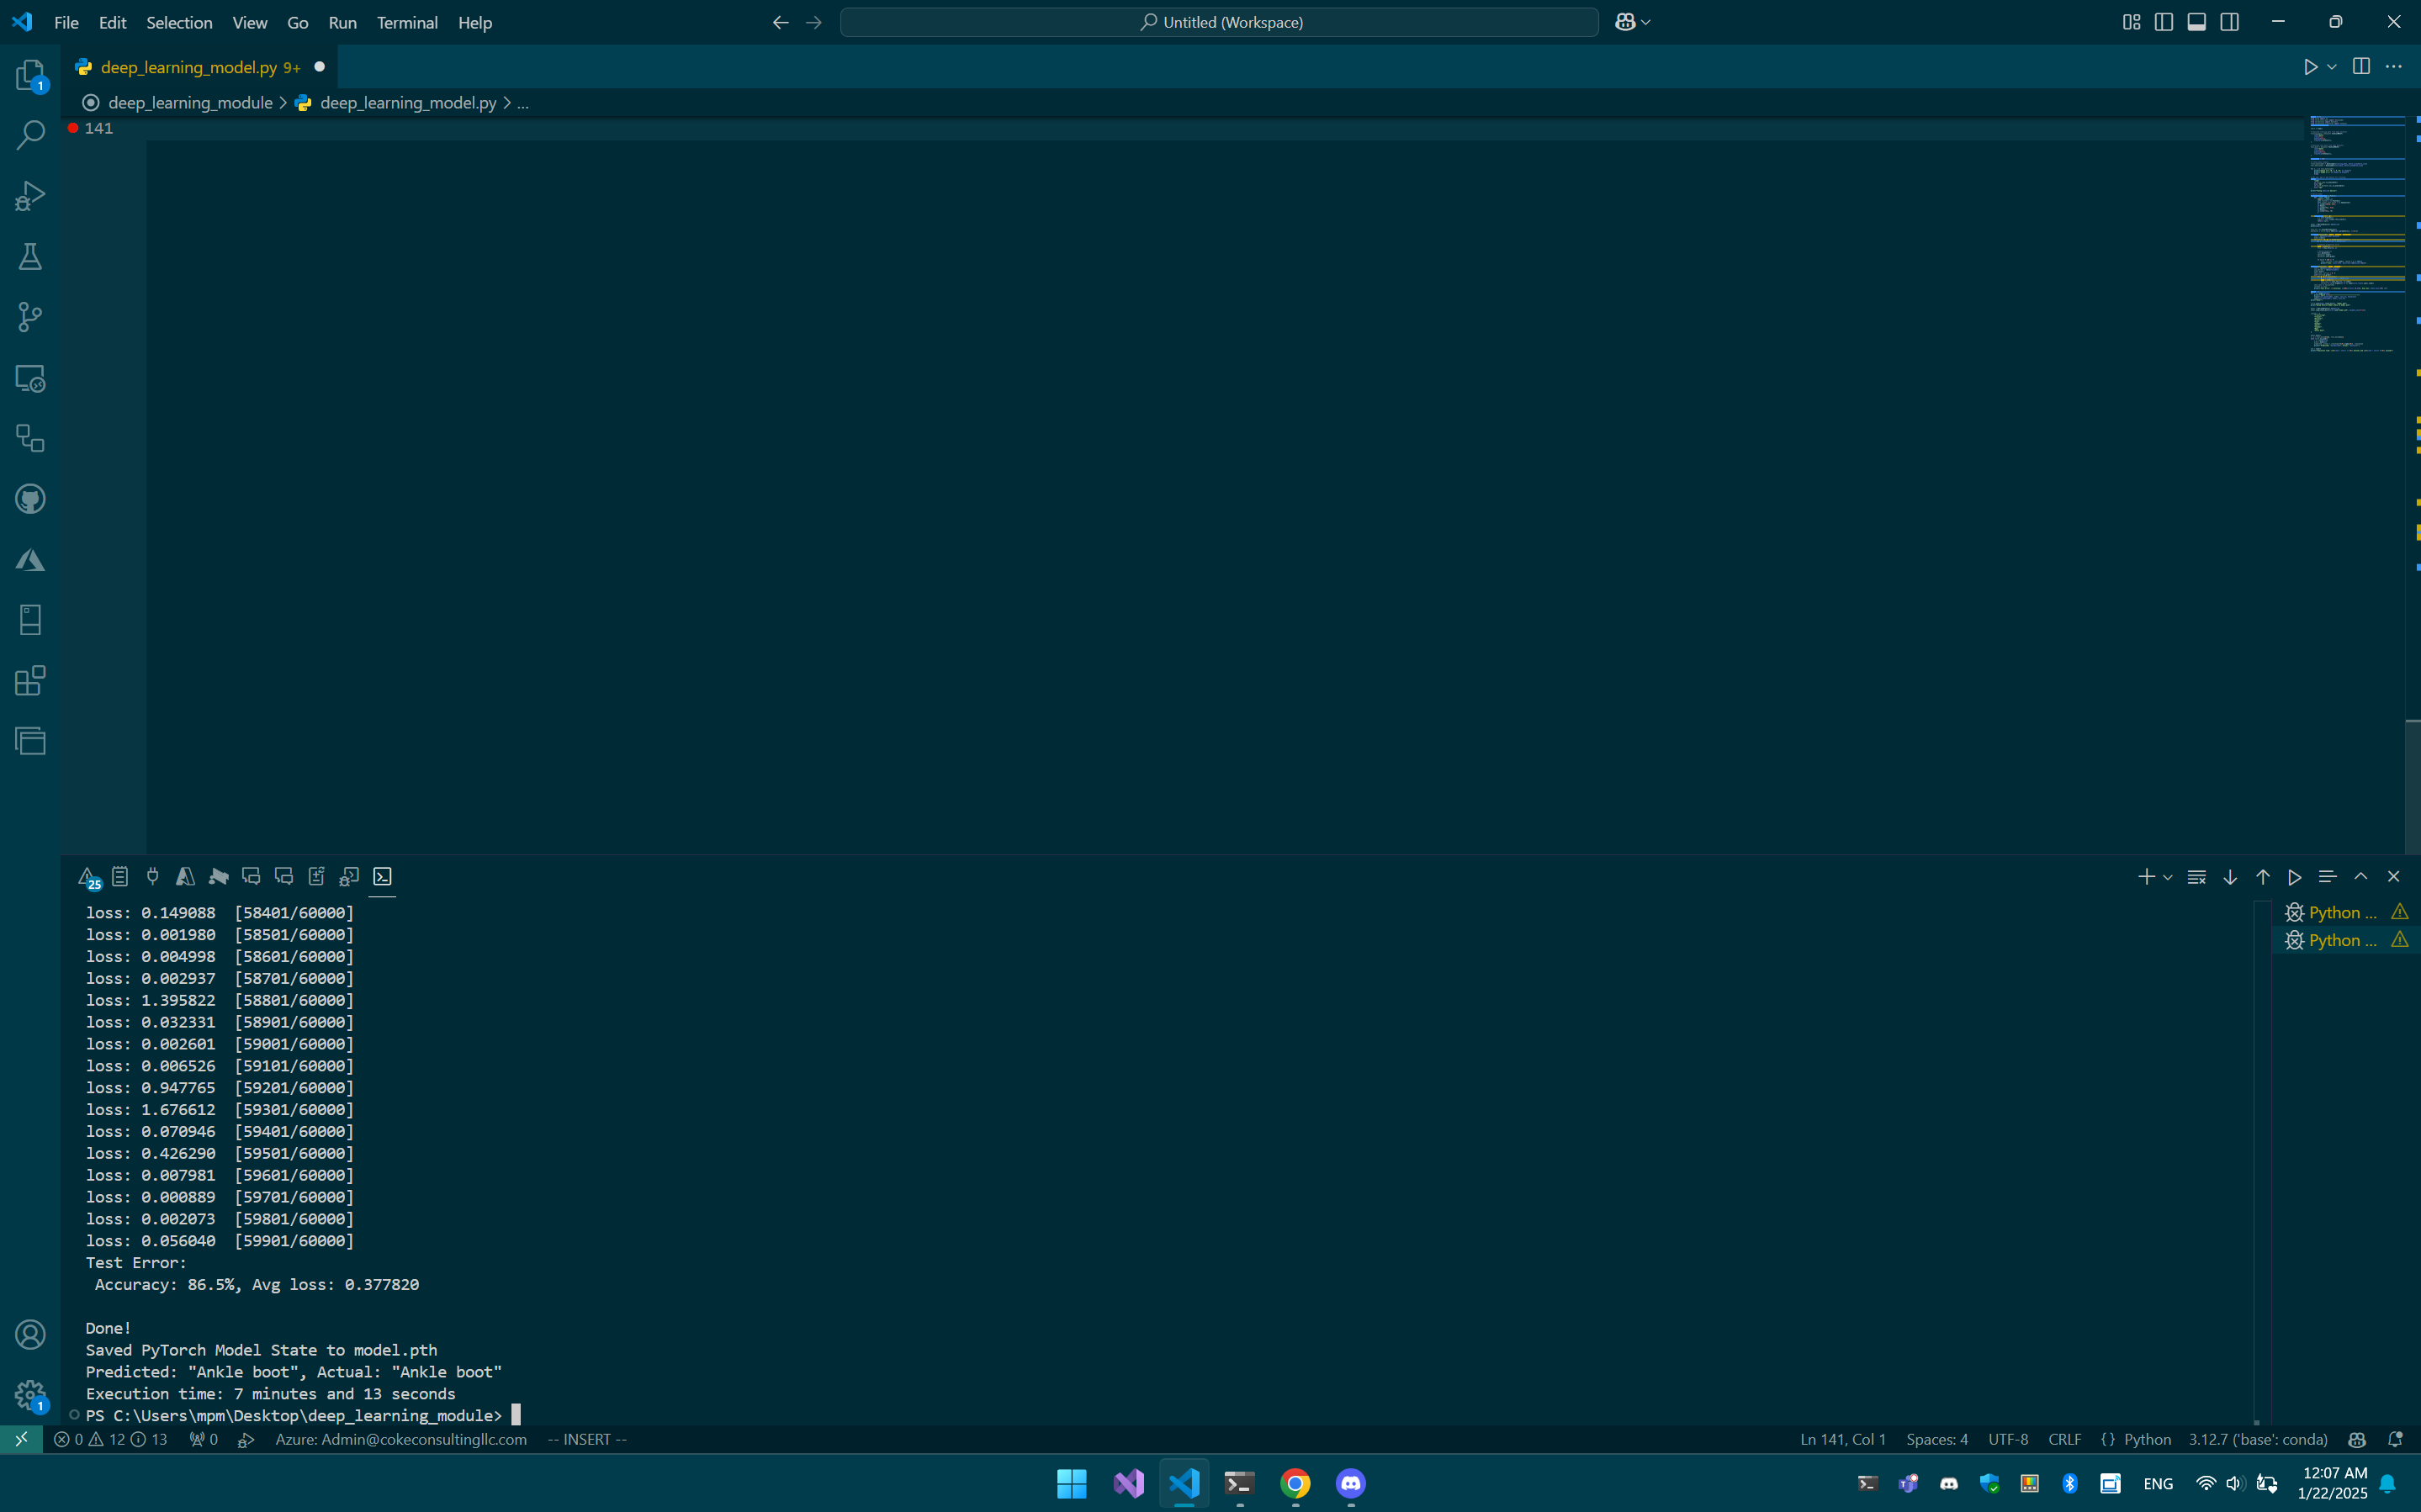 File Edit Selection View Go Run Terminal Help
Untitled (Workspace)
deep_learning_model.py 9+
1
deep_learning_module > deep_learning_model.py > ...
141
25
loss: 0.149088 [58401/60000]
loss: 0.001980 [58501/60000]
loss: 0.004998 [58601/60000]
loss: 0.002937 [58701/60000]
loss: 1.395822 [58801/60000]
loss: 0.032331 [58901/60000]
loss: 0.002601 [59001/60000]
loss: 0.006526 [59101/60000]
loss: 0.947765 [59201/60000]
loss: 1.676612 [59301/60000]
loss: 0.070946 [59401/60000]
loss: 0.426290 [59501/60000]
loss: 0.007981 [59601/60000]
loss: 0.000889 [59701/60000]
loss: 0.002073 [59801/60000]
loss: 0.056040 [59901/60000]
Test Error:
Accuracy: 86.5%, Avg loss: 0.377820
Done!
Saved PyTorch Model State to model.pth
Predicted: "Ankle boot", Actual: "Ankle boot"
Execution time: 7 minutes and 13 seconds
PS C:\Users\mpm\Desktop\deep_learning_module>
Python ...
Python ...
1
0 12 13 0 Azure: Admin@cokeconsultingllc.com -- INSERT -- Ln 141, Col 1 Spaces: 4 UTF-8 CRLF {} Python 3.12.7 ('base': conda)
ENG
12:07 AM
1/22/2025